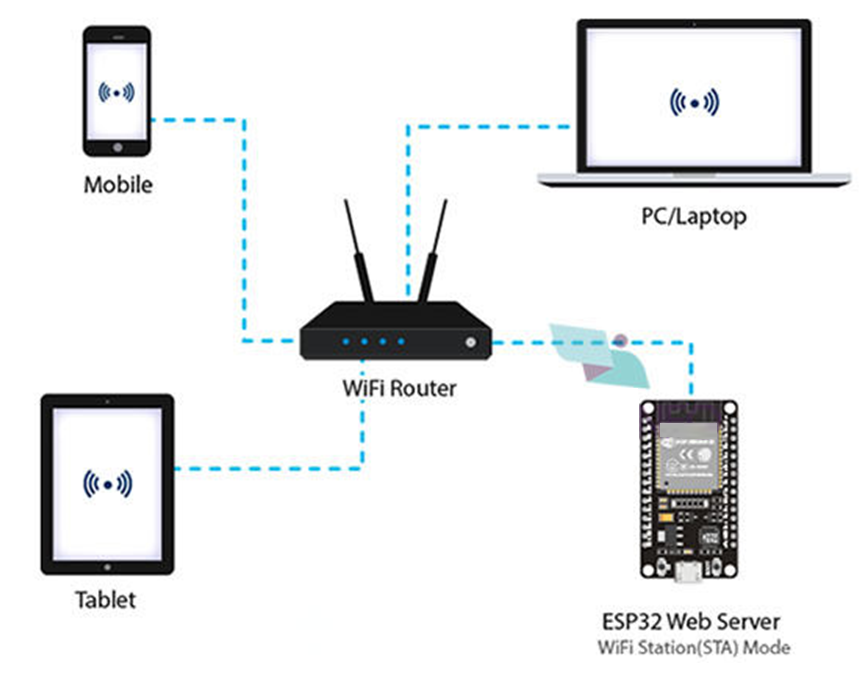 Mobile
PC/Laptop
WiFi Router
Tablet
ESP32 Web Server
WiFi Station(STA) Mode